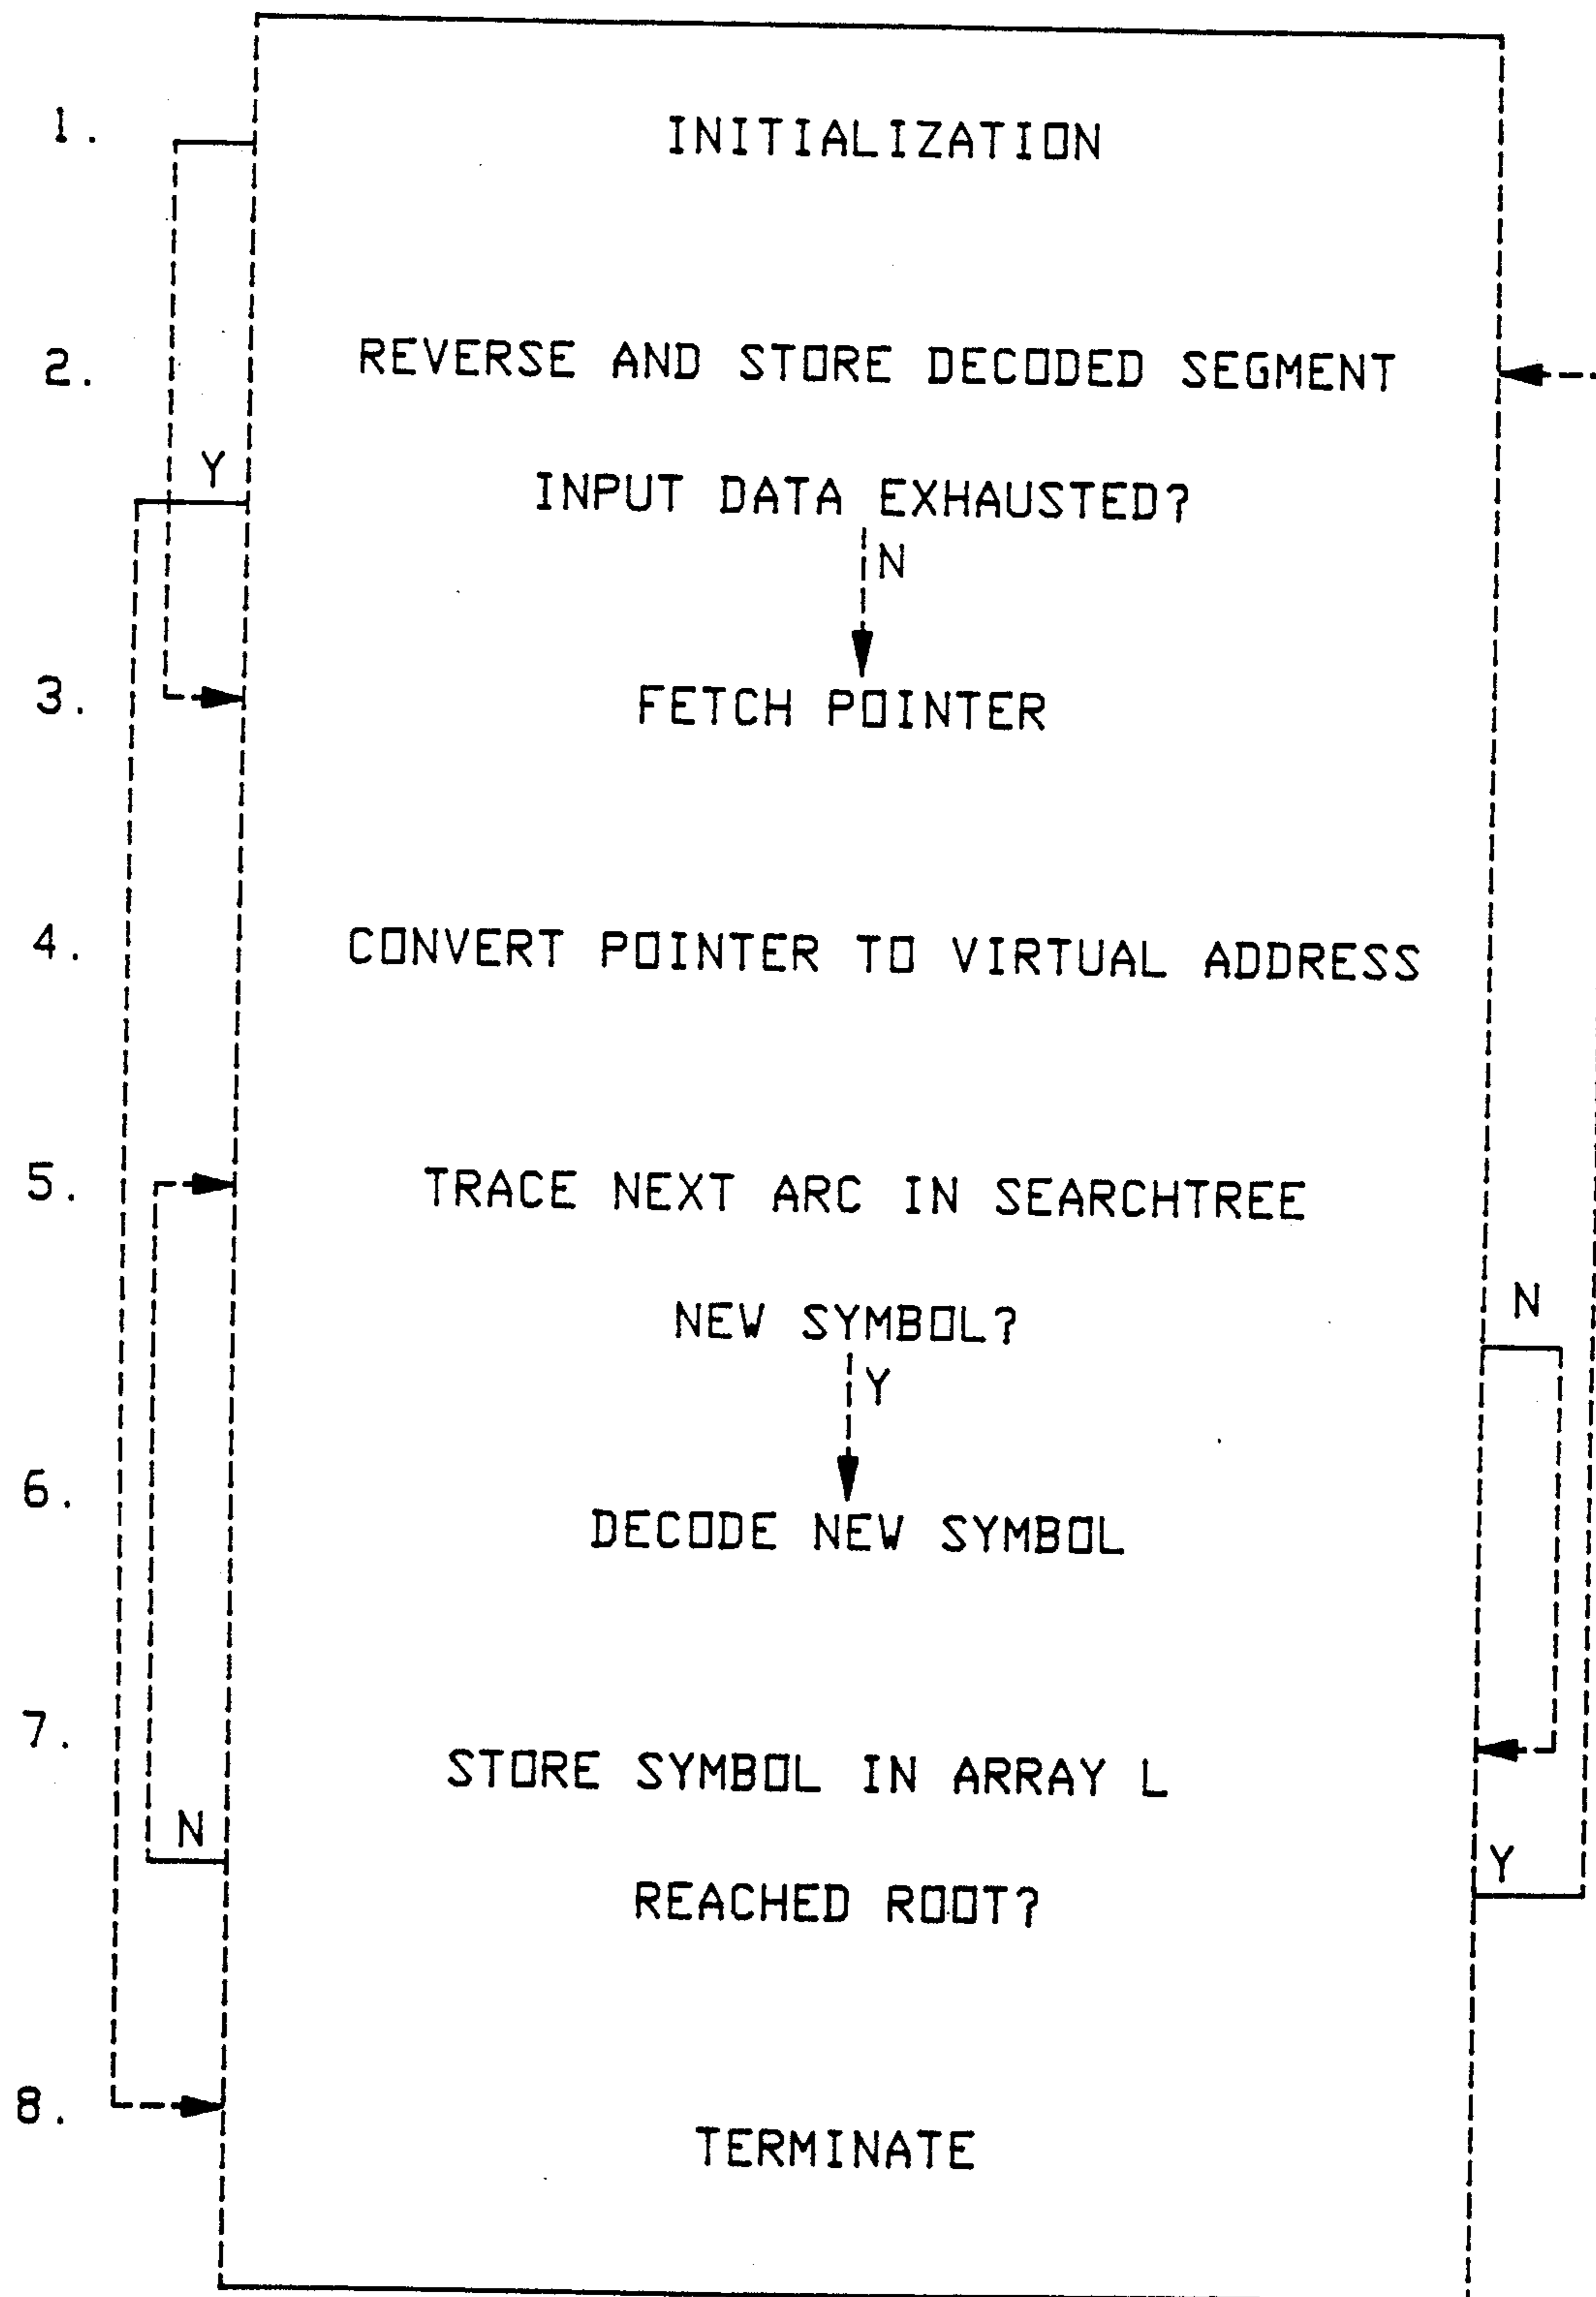 1. INITIALIZATION
2. REVERSE AND STORE DECODED SEGMENT
Y
INPUT DATA EXHAUSTED?
N
3. FETCH POINTER
4. CONVERT POINTER TO VIRTUAL ADDRESS
5. TRACE NEXT ARC IN SEARCHTREE
N
NEW SYMBOL?
Y
6. DECODE NEW SYMBOL
7. STORE SYMBOL IN ARRAY L
N
Y
REACHED ROOT?
8. TERMINATE